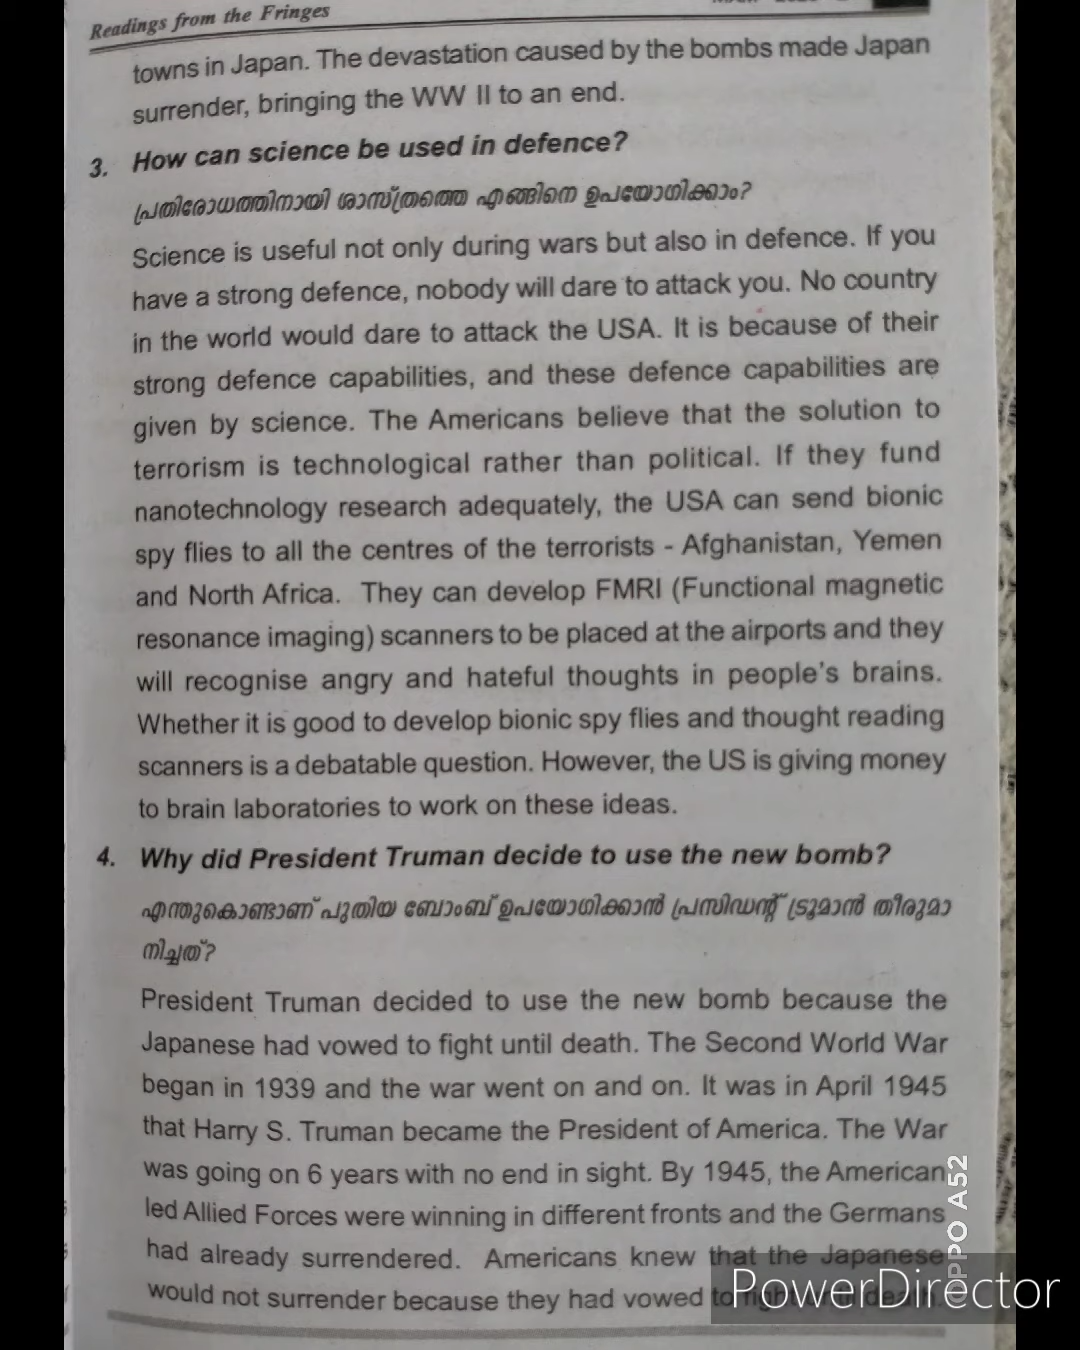 Readings from the Fringes
towns in Japan. The devastation caused by the bombs made Japan
surrender, bringing the WW II to an end.
3. How can science be used in defence?
പ്രതിരോധത്തിനായി ശാസ്ത്രത്തെ എങ്ങിനെ ഉപയോഗിക്കാം?
Science is useful not only during wars but also in defence. If you
have a strong defence, nobody will dare to attack you. No country
in the world would dare to attack the USA. It is because of their
strong defence capabilities, and these defence capabilities are
given by science. The Americans believe that the solution to
terrorism is technological rather than political. If they fund
nanotechnology research adequately, the USA can send bionic
spy flies to all the centres of the terrorists - Afghanistan, Yemen
and North Africa. They can develop FMRI (Functional magnetic
resonance imaging) scanners to be placed at the airports and they
will recognise angry and hateful thoughts in people's brains.
Whether it is good to develop bionic spy flies and thought reading
scanners is a debatable question. However, the US is giving money
to brain laboratories to work on these ideas.
4. Why did President Truman decide to use the new bomb?
എന്തുകൊണ്ടാണ് പുതിയ ബോംബ് ഉപയോഗിക്കാൻ പ്രസിഡന്റ് ട്രൂമാൻ തീരുമാ
നിച്ചത്?
President Truman decided to use the new bomb because the
Japanese had vowed to fight until death. The Second World War
began in 1939 and the war went on and on. It was in April 1945
that Harry S. Truman became the President of America. The War
was going on 6 years with no end in sight. By 1945, the American
led Allied Forces were winning in different fronts and the Germans
had already surrendered. Americans knew that the Japanese
would not surrender because they had vowed to fight until death.
OPPO A52
PowerDirector